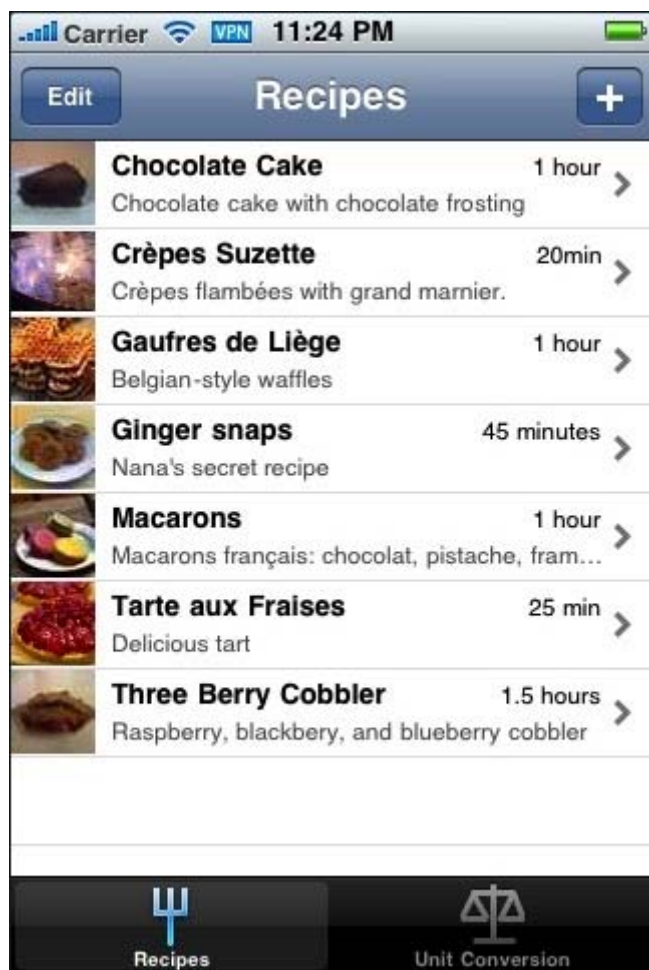 Carrier VPN 11:24 PM
Edit Recipes +
Chocolate Cake 1 hour
Chocolate cake with chocolate frosting
Crèpes Suzette 20min
Crèpes flambées with grand marnier.
Gaufres de Liège 1 hour
Belgian-style waffles
Ginger snaps 45 minutes
Nana's secret recipe
Macarons 1 hour
Macarons français: chocolat, pistache, fram...
Tarte aux Fraises 25 min
Delicious tart
Three Berry Cobbler 1.5 hours
Raspberry, blackbery, and blueberry cobbler
Recipes Unit Conversion